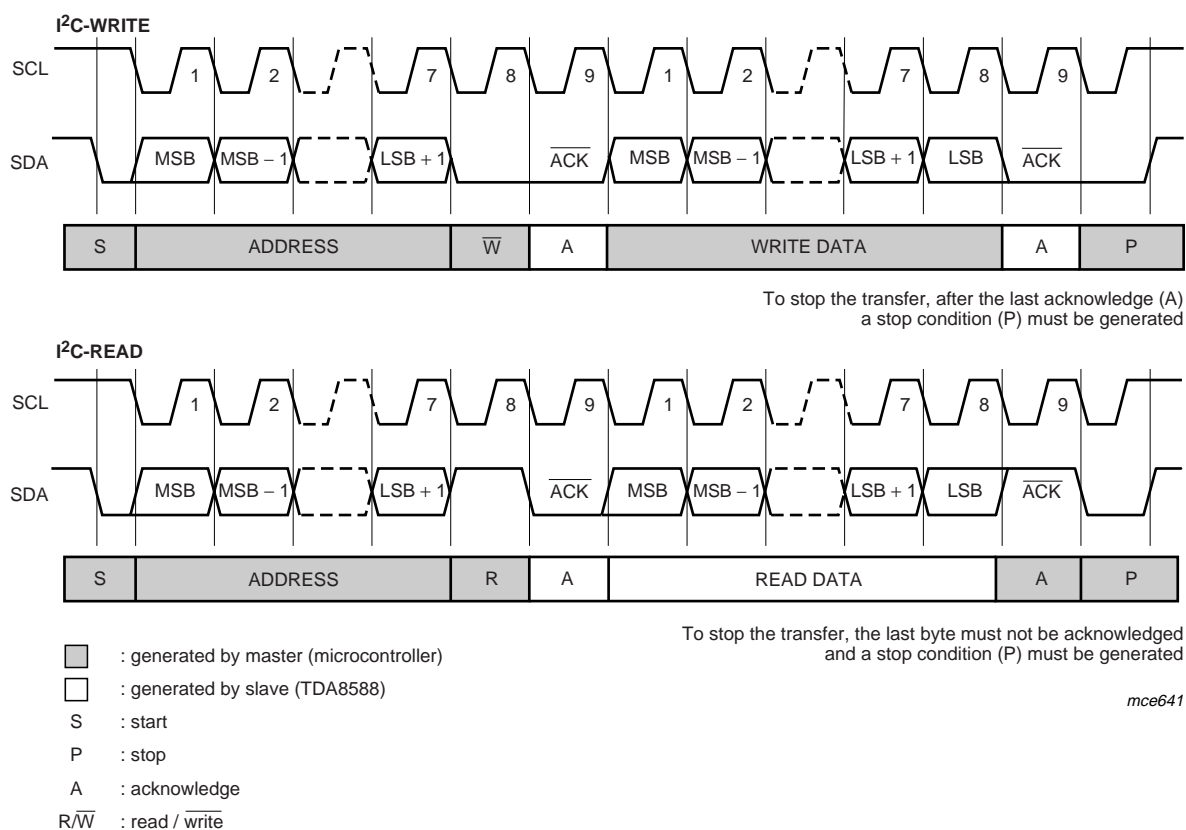 I²C-WRITE
SCL 1 2 7 8 9 1 2 7 8 9
SDA MSB MSB − 1 LSB + 1 A̅C̅K̅ MSB MSB − 1 LSB + 1 LSB A̅C̅K̅
S ADDRESS W̅ A WRITE DATA A P
To stop the transfer, after the last acknowledge (A)
a stop condition (P) must be generated
I²C-READ
SCL 1 2 7 8 9 1 2 7 8 9
SDA MSB MSB − 1 LSB + 1 A̅C̅K̅ MSB MSB − 1 LSB + 1 LSB A̅C̅K̅
S ADDRESS R A READ DATA A P
To stop the transfer, the last byte must not be acknowledged
and a stop condition (P) must be generated
: generated by master (microcontroller)
: generated by slave (TDA8588)
mce641
S : start
P : stop
A : acknowledge
R/W̅ : read / w̅r̅i̅t̅e̅